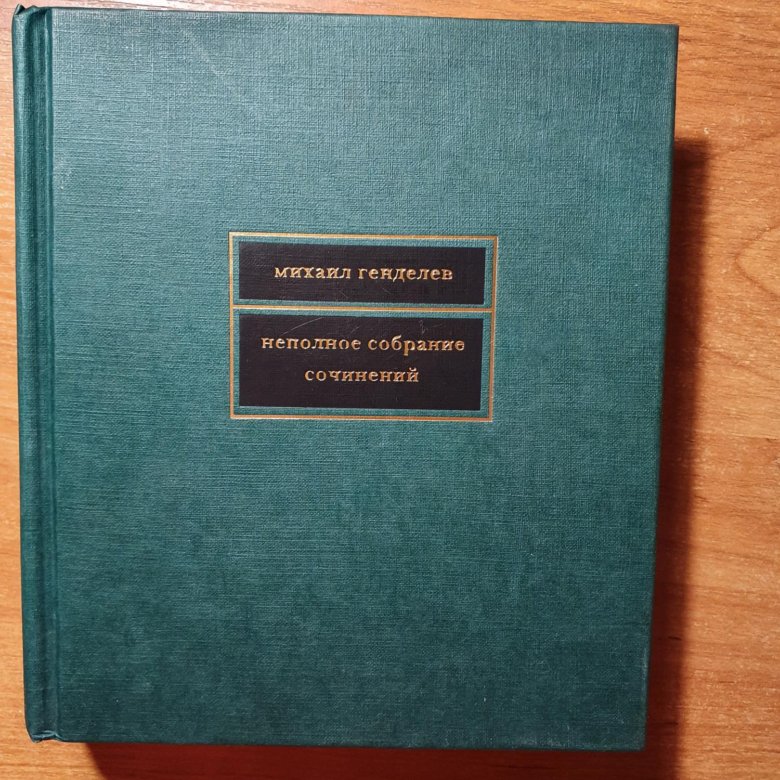 михаил генделев
неполное собрание
сочинений